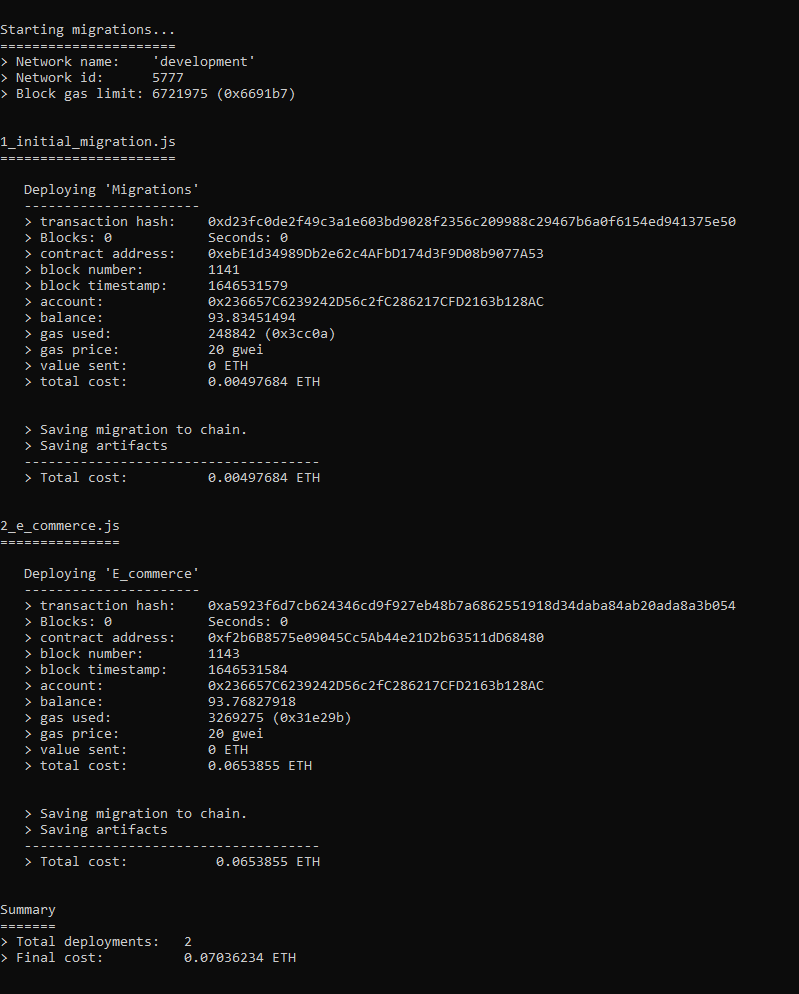 Starting migrations...
======================
> Network name:    'development'
> Network id:      5777
> Block gas limit: 6721975 (0x6691b7)
1_initial_migration.js
======================
Deploying 'Migrations'
----------------------
> transaction hash:    0xd23fc0de2f49c3a1e603bd9028f2356c209988c29467b6a0f6154ed941375e50
> Blocks: 0            Seconds: 0
> contract address:    0xebE1d34989Db2e62c4AFbD174d3F9D08b9077A53
> block number:        1141
> block timestamp:     1646531579
> account:             0x236657C6239242D56c2fC286217CFD2163b128AC
> balance:             93.83451494
> gas used:            248842 (0x3cc0a)
> gas price:           20 gwei
> value sent:          0 ETH
> total cost:          0.00497684 ETH
> Saving migration to chain.
> Saving artifacts
-------------------------------------
> Total cost:          0.00497684 ETH
2_e_commerce.js
===============
Deploying 'E_commerce'
----------------------
> transaction hash:    0xa5923f6d7cb624346cd9f927eb48b7a6862551918d34daba84ab20ada8a3b054
> Blocks: 0            Seconds: 0
> contract address:    0xf2b6B8575e09045Cc5Ab44e21D2b63511dD68480
> block number:        1143
> block timestamp:     1646531584
> account:             0x236657C6239242D56c2fC286217CFD2163b128AC
> balance:             93.76827918
> gas used:            3269275 (0x31e29b)
> gas price:           20 gwei
> value sent:          0 ETH
> total cost:          0.0653855 ETH
> Saving migration to chain.
> Saving artifacts
-------------------------------------
> Total cost:           0.0653855 ETH
Summary
=======
> Total deployments:   2
> Final cost:          0.07036234 ETH